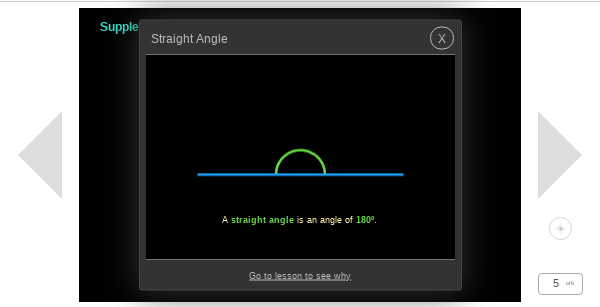 Supple
Straight Angle
X
A straight angle is an angle of 180º.
Go to lesson to see why
5 of 8